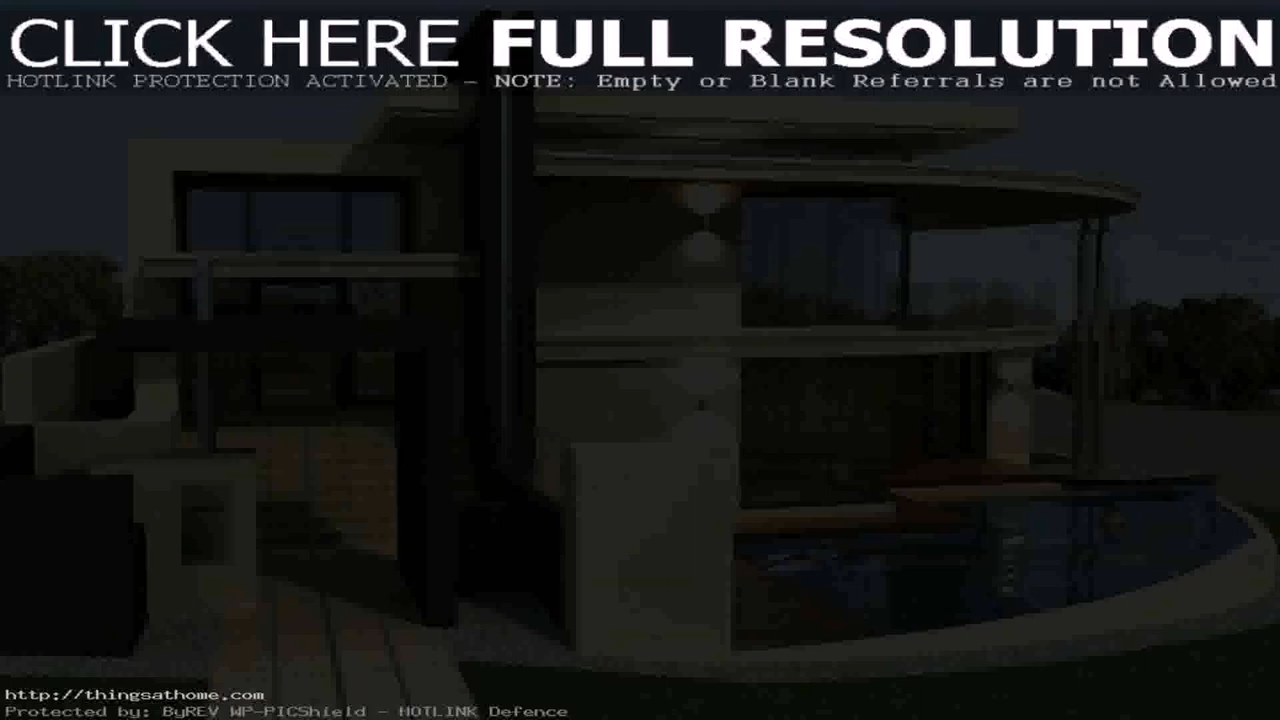 CLICK HERE FULL RESOLUTION
HOTLINK PROTECTION ACTIVATED - NOTE: Empty or Blank Referrals are not Allowed
http://thingsathome.com
Protected by: ByREV WP-PICShield - HOTLINK Defence